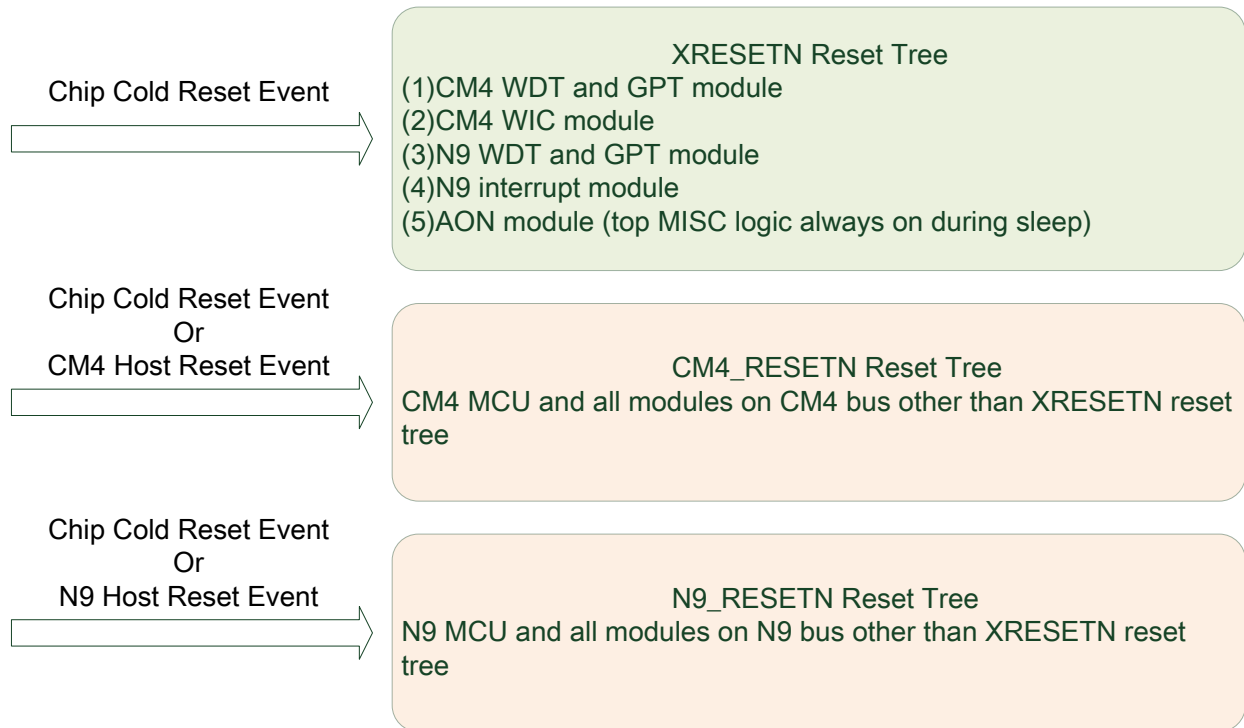 Chip Cold Reset Event
XRESETN Reset Tree
(1)CM4 WDT and GPT module
(2)CM4 WIC module
(3)N9 WDT and GPT module
(4)N9 interrupt module
(5)AON module (top MISC logic always on during sleep)
Chip Cold Reset Event
Or
CM4 Host Reset Event
CM4_RESETN Reset Tree
CM4 MCU and all modules on CM4 bus other than XRESETN reset
tree
Chip Cold Reset Event
Or
N9 Host Reset Event
N9_RESETN Reset Tree
N9 MCU and all modules on N9 bus other than XRESETN reset
tree